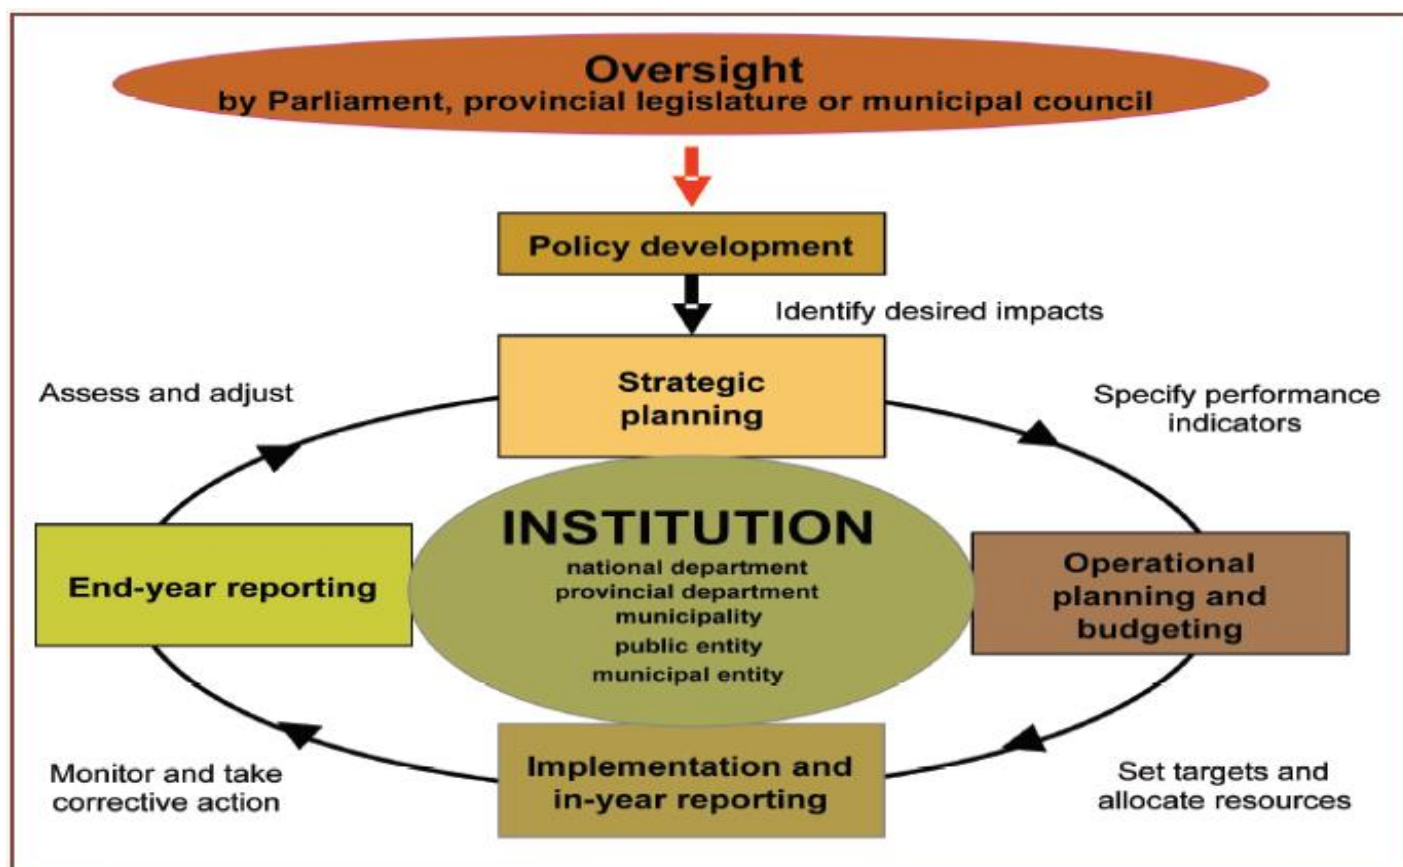 Oversight
by Parliament, provincial legislature or municipal council
Policy development
Identify desired impacts
Strategic
planning
Assess and adjust
Specify performance
indicators
INSTITUTION
national department
provincial department
municipality
public entity
municipal entity
End-year reporting
Operational
planning and
budgeting
Implementation and
in-year reporting
Monitor and take
corrective action
Set targets and
allocate resources